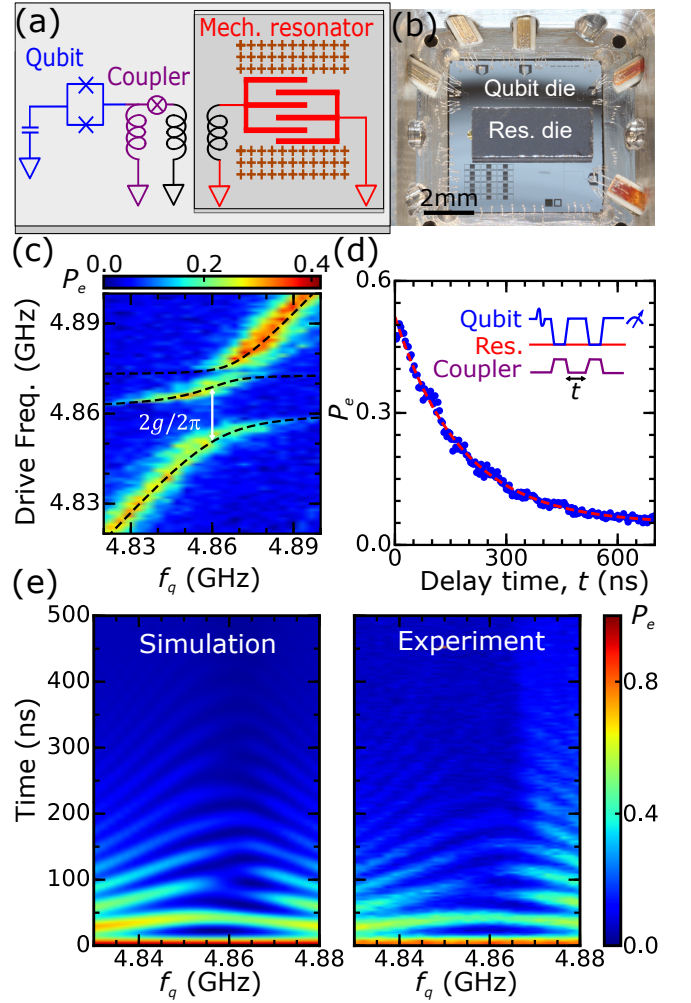 (a)
Qubit
Coupler
Mech. resonator
(b)
Qubit die
Res. die
2mm
(c)
P_e
0.0 0.2 0.4
Drive Freq. (GHz)
4.89
4.86
4.83
2g/2π
4.83 4.86 4.89
f_q (GHz)
(d)
P_e
0.6
0.3
0.0
Qubit
Res.
Coupler
t
0 300 600
Delay time, t (ns)
(e)
Time (ns)
500
400
300
200
100
0
Simulation
4.84 4.86 4.88
f_q (GHz)
Experiment
4.84 4.86 4.88
f_q (GHz)
P_e
0.8
0.4
0.0